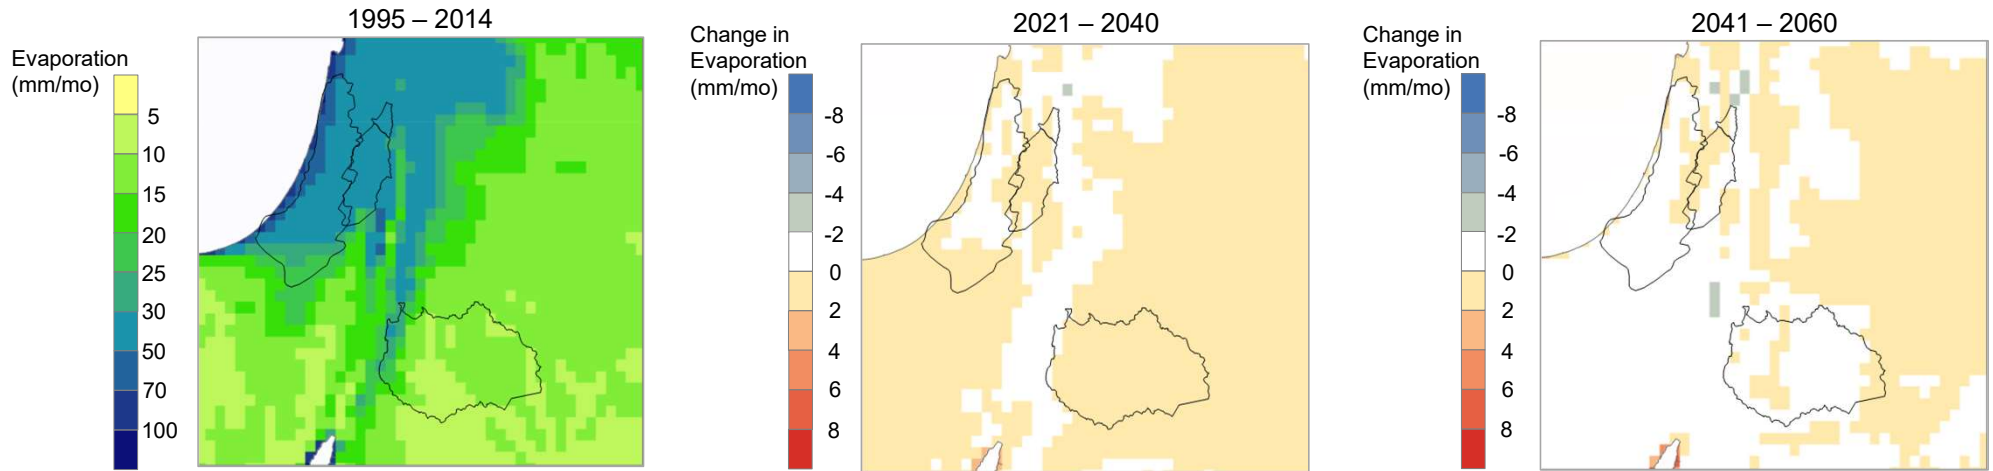 1995 – 2014
Evaporation
(mm/mo)
5
10
15
20
25
30
50
70
100
2021 – 2040
Change in
Evaporation
(mm/mo)
-8
-6
-4
-2
0
2
4
6
8
2041 – 2060
Change in
Evaporation
(mm/mo)
-8
-6
-4
-2
0
2
4
6
8